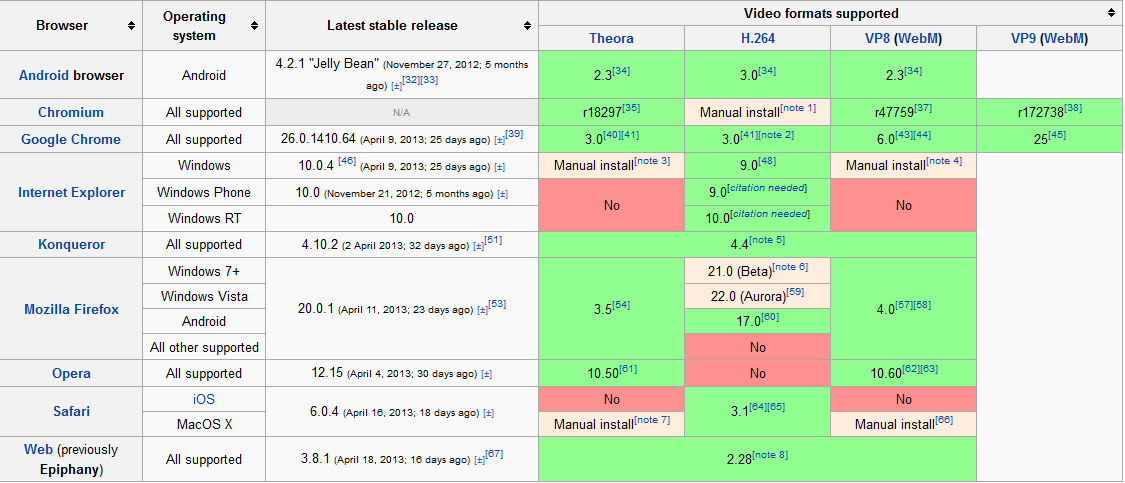 Browser
Operating system
Latest stable release
Video formats supported
Theora
H.264
VP8 (WebM)
VP9 (WebM)
Android browser
Android
4.2.1 "Jelly Bean" (November 27, 2012; 5 months
ago) [±][32][33]
2.3[34]
3.0[34]
2.3[34]
Chromium
All supported
N/A
r18297[35]
Manual install[note 1]
r47759[37]
r172738[38]
Google Chrome
All supported
26.0.1410.64 (April 9, 2013; 25 days ago) [±][39]
3.0[40][41]
3.0[41][note 2]
6.0[43][44]
25[45]
Internet Explorer
Windows
10.0.4 [46] (April 9, 2013; 25 days ago) [±]
Manual install[note 3]
9.0[48]
Manual install[note 4]
Windows Phone
10.0 (November 21, 2012; 5 months ago) [±]
No
9.0[citation needed]
No
Windows RT
10.0
10.0[citation needed]
Konqueror
All supported
4.10.2 (2 April 2013; 32 days ago) [±][51]
4.4[note 5]
Mozilla Firefox
Windows 7+
20.0.1 (April 11, 2013; 23 days ago) [±][53]
3.5[54]
21.0 (Beta)[note 6]
4.0[57][58]
Windows Vista
22.0 (Aurora)[59]
Android
17.0[60]
All other supported
No
Opera
All supported
12.15 (April 4, 2013; 30 days ago) [±]
10.50[61]
No
10.60[62][63]
Safari
iOS
6.0.4 (April 16, 2013; 18 days ago) [±]
No
3.1[64][65]
No
MacOS X
Manual install[note 7]
Manual install[66]
Web (previously
Epiphany)
All supported
3.8.1 (April 18, 2013; 16 days ago) [±][67]
2.28[note 8]